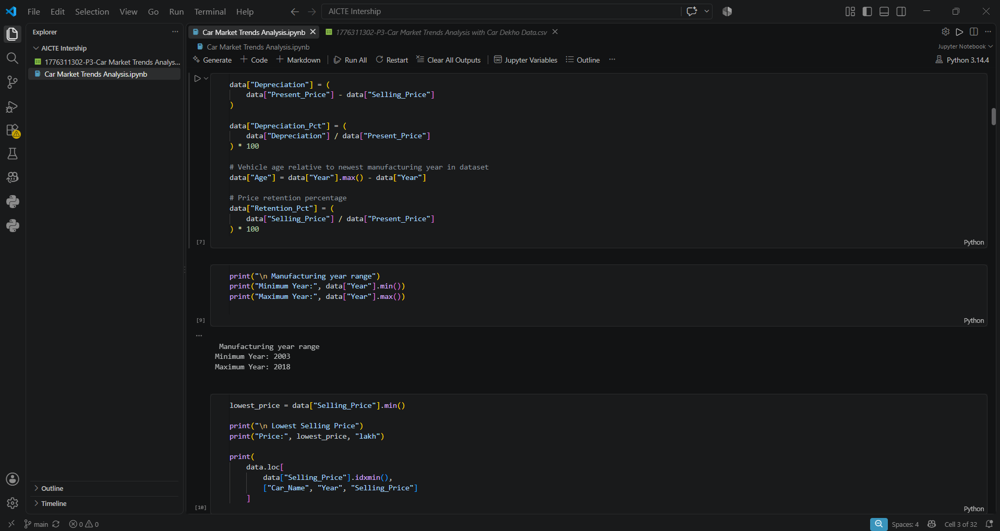 File Edit Selection View Go Run Terminal Help
AICTE Intership
Explorer
AICTE Intership
1776311302-P3-Car Market Trends Analys...
Car Market Trends Analysis.ipynb
Outline
Timeline
Car Market Trends Analysis.ipynb
1776311302-P3-Car Market Trends Analysis with Car Dekho Data.csv
Car Market Trends Analysis.ipynb
Jupyter Notebook
Generate + Code + Markdown Run All Restart Clear All Outputs Jupyter Variables Outline ...
Python 3.14.4
data["Depreciation"] = (
    data["Present_Price"] - data["Selling_Price"]
)
data["Depreciation_Pct"] = (
    data["Depreciation"] / data["Present_Price"]
) * 100
# Vehicle age relative to newest manufacturing year in dataset
data["Age"] = data["Year"].max() - data["Year"]
# Price retention percentage
data["Retention_Pct"] = (
    data["Selling_Price"] / data["Present_Price"]
) * 100
[7]
Python
print("\n Manufacturing year range")
print("Minimum Year:", data["Year"].min())
print("Maximum Year:", data["Year"].max())
[9]
Python
...
 Manufacturing year range
Minimum Year: 2003
Maximum Year: 2018
lowest_price = data["Selling_Price"].min()
print("\n Lowest Selling Price")
print("Price:", lowest_price, "lakh")
print(
    data.loc[
        data["Selling_Price"].idxmin(),
        ["Car_Name", "Year", "Selling_Price"]
    ]
[10]
Python
main
0 0
Spaces: 4
Cell 3 of 32